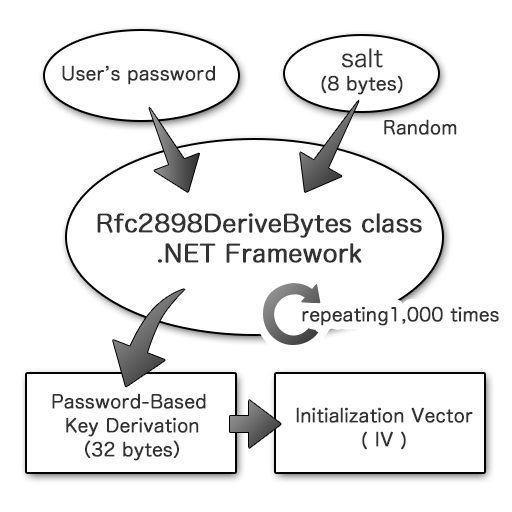 User's password
salt
(8 bytes)
Random
Rfc2898DeriveBytes class
.NET Framework
repeating1,000 times
Password-Based
Key Derivation
(32 bytes)
Initialization Vector
( IV )